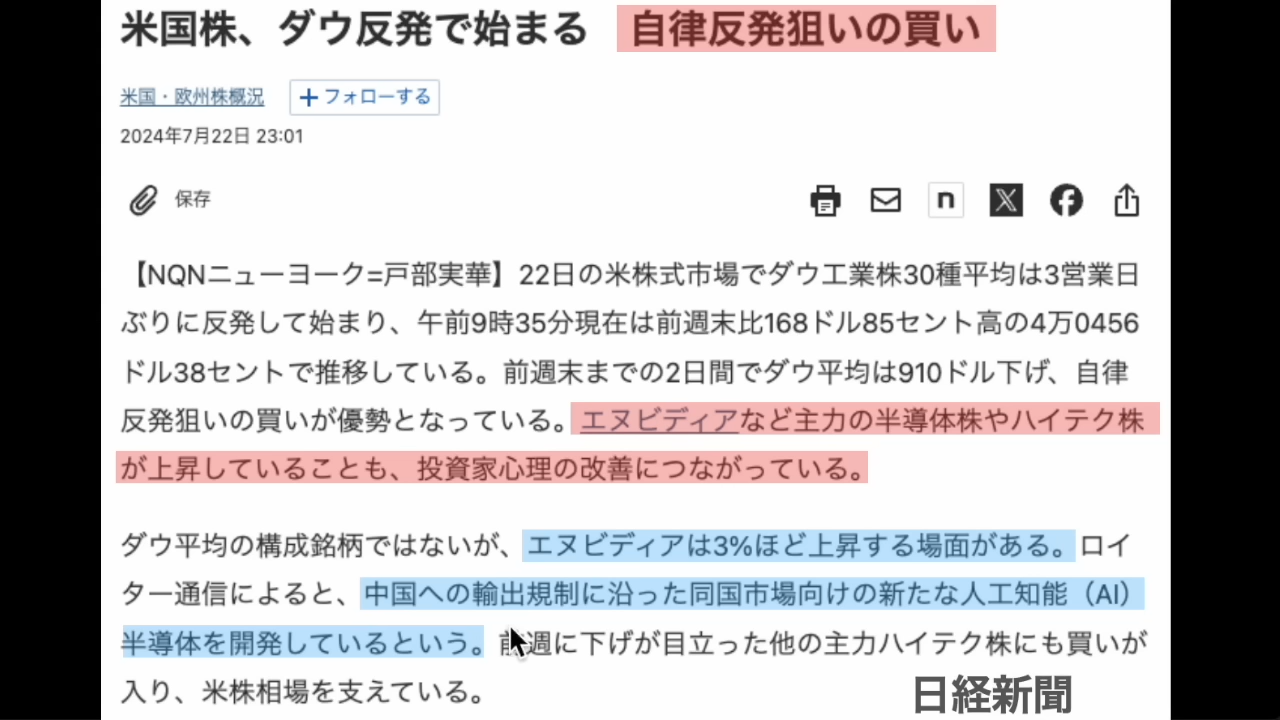 米国株、ダウ反発で始まる 自律反発狙いの買い
米国・欧州株概況 +フォローする
2024年7月22日 23:01
保存
【NQNニューヨーク=戸部実華】22日の米株式市場でダウ工業株30種平均は3営業日
ぶりに反発して始まり、午前9時35分現在は前週末比168ドル85セント高の4万0456
ドル38セントで推移している。前週末までの2日間でダウ平均は910ドル下げ、自律
反発狙いの買いが優勢となっている。エヌビディアなど主力の半導体株やハイテク株
が上昇していることも、投資家心理の改善につながっている。
ダウ平均の構成銘柄ではないが、エヌビディアは3%ほど上昇する場面がある。ロイ
ター通信によると、中国への輸出規制に沿った同国市場向けの新たな人工知能（AI）
半導体を開発しているという。前週に下げが目立った他の主力ハイテク株にも買いが
入り、米株相場を支えている。
日経新聞